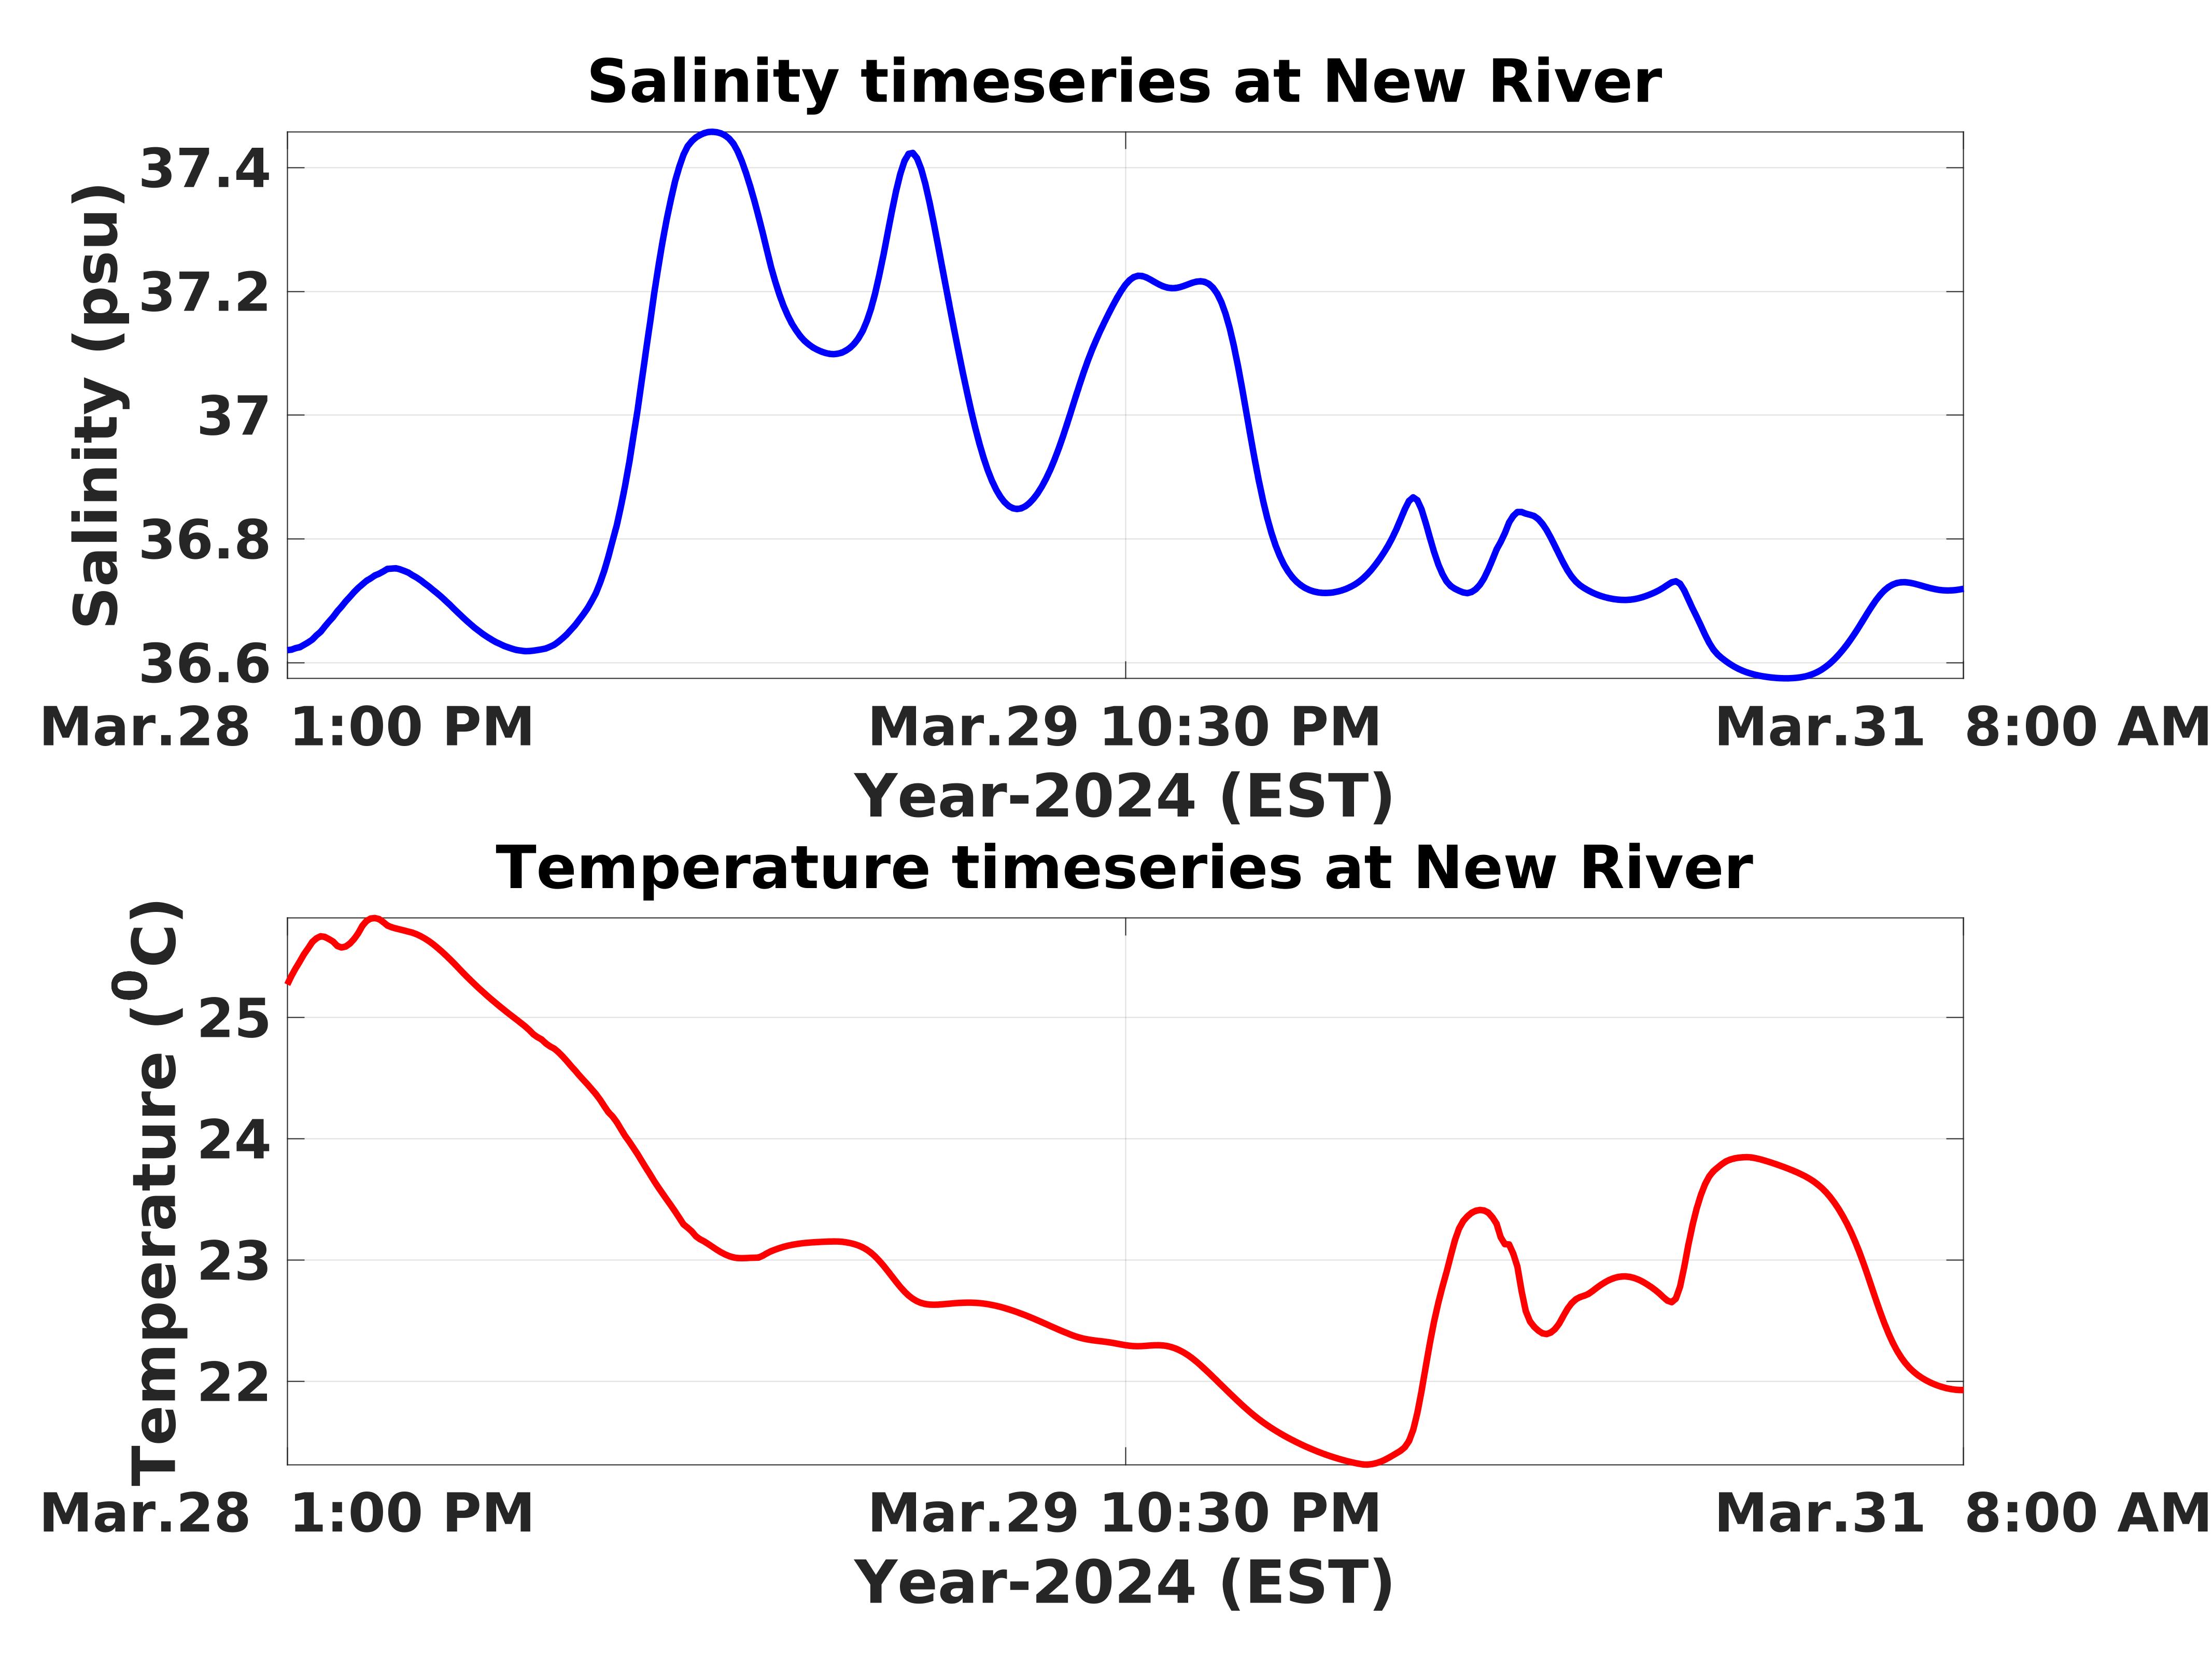 Salinity timeseries at New River
Salinity (psu)
37.4
37.2
37
36.8
36.6
Mar.28 1:00 PM
Mar.29 10:30 PM
Mar.31 8:00 AM
Year-2024 (EST)
Temperature timeseries at New River
Temperature (⁰C)
25
24
23
22
Mar.28 1:00 PM
Mar.29 10:30 PM
Mar.31 8:00 AM
Year-2024 (EST)